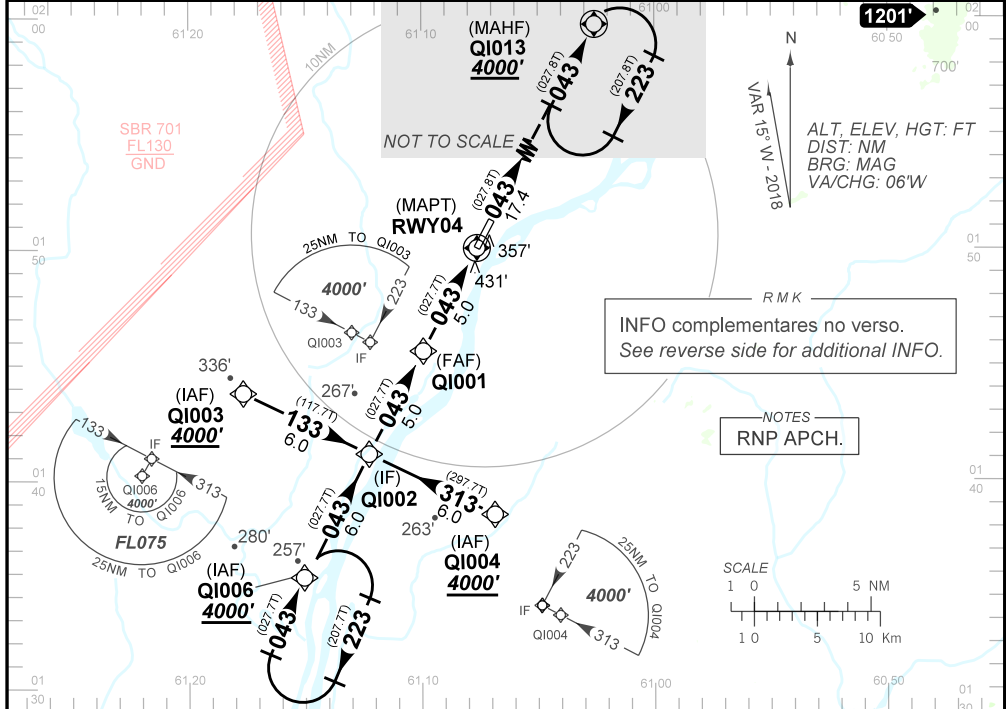 02
00
61,20
61,10
61,00
60 50
02
00
1201'
700'
10NM
(MAHF)
QI013
4000'
(027.8T)
043
(207.8T)
223
NOT TO SCALE
SBR 701
FL130
GND
N
VAR 15° W - 2018
ALT, ELEV, HGT: FT
DIST: NM
BRG: MAG
VA/CHG: 06'W
(027.8T)
043
17.4
(MAPT)
RWY04
357'
431'
01
50
01
50
25NM TO QI003
4000'
133
223
QI003
IF
(027.7T)
043
5.0
RMK
INFO complementares no verso.
See reverse side for additional INFO.
(FAF)
QI001
336'
267'
(IAF)
QI003
4000'
(117.7T)
133
6.0
(027.7T)
043
5.0
NOTES
RNP APCH.
133
IF
313
QI006
4000'
15NM TO QI006
FL075
25NM TO QI006
(IF)
QI002
01
40
01
40
(297.7T)
313
6.0
263'
(IAF)
QI004
4000'
(027.7T)
043
6.0
280'
257'
(IAF)
QI006
4000'
(027.7T)
043
(207.7T)
223
223
25NM TO QI004
4000'
IF
QI004
313
SCALE
1 0 5 NM
1 0 5 10 Km
01
30
61,20
61,10
61,00
60,50
01
30